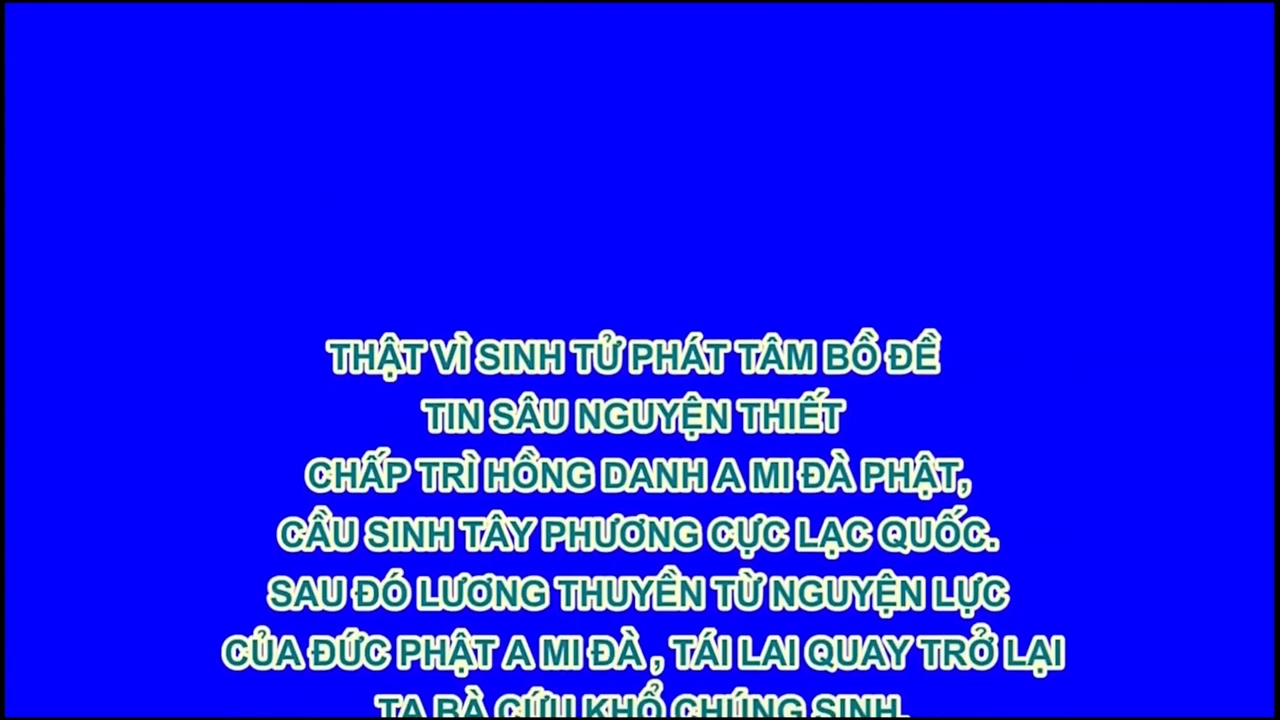 THẬT VÌ SINH TỬ PHÁT TÂM BỒ ĐỀ
TIN SÂU NGUYỆN THIẾT
CHẤP TRÌ HỒNG DANH A MI ĐÀ PHẬT,
CẦU SINH TÂY PHƯƠNG CỰC LẠC QUỐC.
SAU ĐÓ LƯƠNG THUYỀN TỪ NGUYỆN LỰC
CỦA ĐỨC PHẬT A MI ĐÀ , TÁI LAI QUAY TRỞ LẠI
TA BÀ CỨU KHỔ CHÚNG SINH.